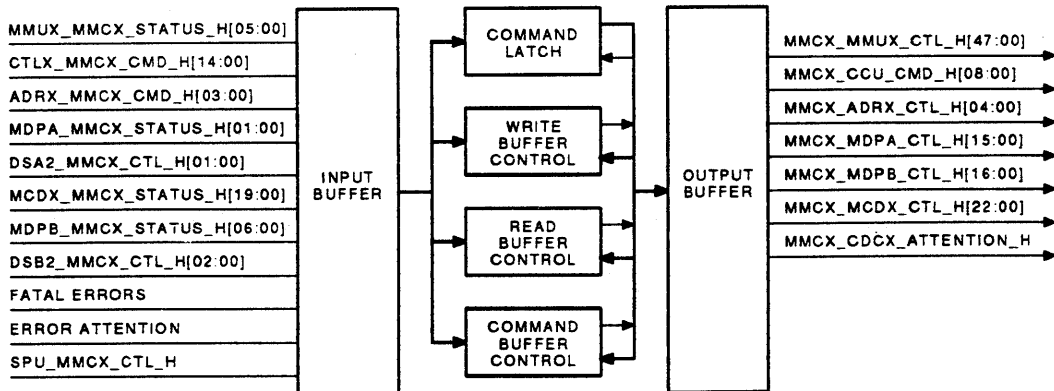 MMUX_MMCX_STATUS_H[05:00]
CTLX_MMCX_CMD_H[14:00]
ADRX_MMCX_CMD_H[03:00]
MDPA_MMCX_STATUS_H[01:00]
DSA2_MMCX_CTL_H[01:00]
MCDX_MMCX_STATUS_H[19:00]
MDPB_MMCX_STATUS_H[06:00]
DSB2_MMCX_CTL_H[02:00]
FATAL ERRORS
ERROR ATTENTION
SPU_MMCX_CTL_H
INPUT
BUFFER
COMMAND
LATCH
WRITE
BUFFER
CONTROL
READ
BUFFER
CONTROL
COMMAND
BUFFER
CONTROL
OUTPUT
BUFFER
MMCX_MMUX_CTL_H[47:00]
MMCX_CCU_CMD_H[08:00]
MMCX_ADRX_CTL_H[04:00]
MMCX_MDPA_CTL_H[15:00]
MMCX_MDPB_CTL_H[16:00]
MMCX_MCDX_CTL_H[22:00]
MMCX_CDCX_ATTENTION_H